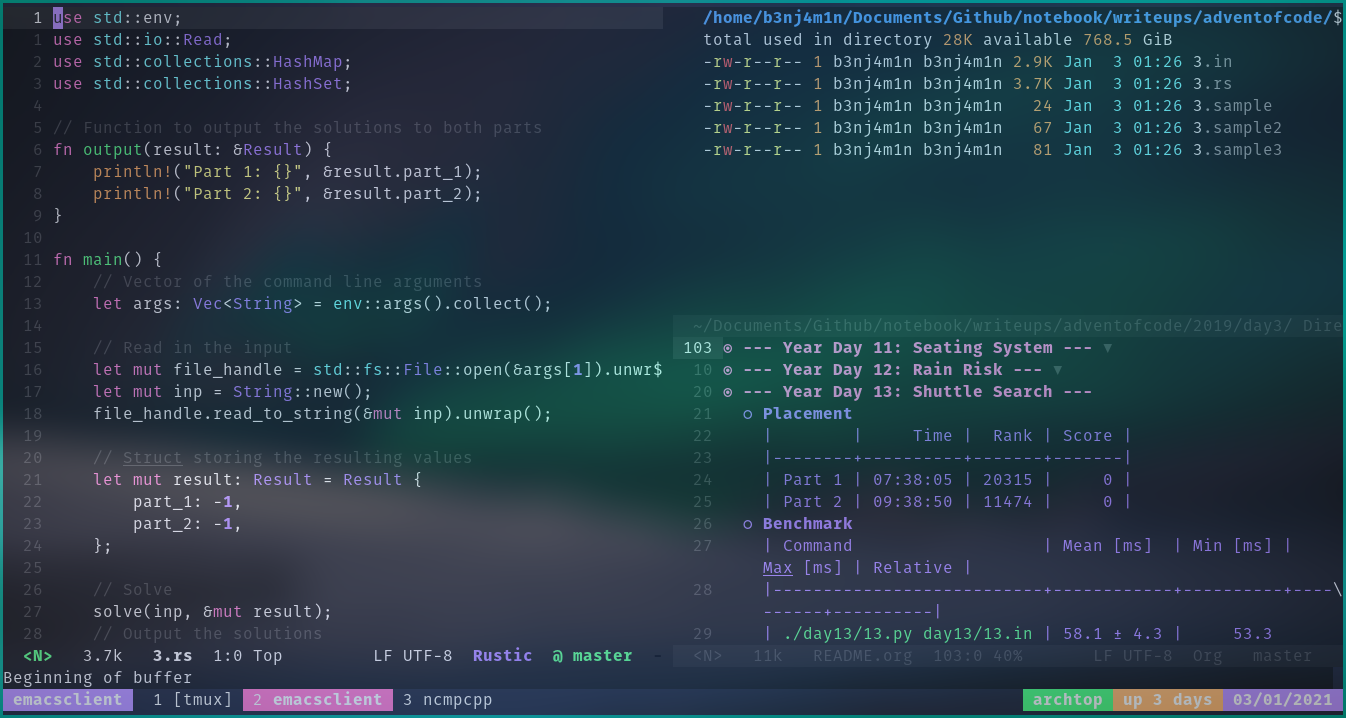 1 use std::env;
1 use std::io::Read;
2 use std::collections::HashMap;
3 use std::collections::HashSet;
4
5 // Function to output the solutions to both parts
6 fn output(result: &Result) {
7     println!("Part 1: {}", &result.part_1);
8     println!("Part 2: {}", &result.part_2);
9 }
10
11 fn main() {
12     // Vector of the command line arguments
13     let args: Vec<String> = env::args().collect();
14
15     // Read in the input
16     let mut file_handle = std::fs::File::open(&args[1]).unwr$
17     let mut inp = String::new();
18     file_handle.read_to_string(&mut inp).unwrap();
19
20     // Struct storing the resulting values
21     let mut result: Result = Result {
22         part_1: -1,
23         part_2: -1,
24     };
25
26     // Solve
27     solve(inp, &mut result);
28     // Output the solutions
<N>   3.7k   3.rs  1:0 Top         LF UTF-8  Rustic  @ master  -
/home/b3nj4m1n/Documents/Github/notebook/writeups/adventofcode/$
total used in directory 28K available 768.5 GiB
-rw-r--r-- 1 b3nj4m1n b3nj4m1n 2.9K Jan  3 01:26 3.in
-rw-r--r-- 1 b3nj4m1n b3nj4m1n 3.7K Jan  3 01:26 3.rs
-rw-r--r-- 1 b3nj4m1n b3nj4m1n   24 Jan  3 01:26 3.sample
-rw-r--r-- 1 b3nj4m1n b3nj4m1n   67 Jan  3 01:26 3.sample2
-rw-r--r-- 1 b3nj4m1n b3nj4m1n   81 Jan  3 01:26 3.sample3
~/Documents/Github/notebook/writeups/adventofcode/2019/day3/ Dire
103 ⊙ --- Year Day 11: Seating System --- ▼
10 ⊙ --- Year Day 12: Rain Risk --- ▼
20 ⊙ --- Year Day 13: Shuttle Search ---
21   ○ Placement
22     |        |     Time |  Rank | Score |
23     |--------+----------+-------+-------|
24     | Part 1 | 07:38:05 | 20315 |     0 |
25     | Part 2 | 09:38:50 | 11474 |     0 |
26   ○ Benchmark
27     | Command                   | Mean [ms]  | Min [ms] |
Max [ms] | Relative |
28     |---------------------------+------------+----------+----\
------+----------|
29     | ./day13/13.py day13/13.in | 58.1 ± 4.3 |     53.3
<N>   11k   README.org  103:0 40%       LF UTF-8  Org   master
Beginning of buffer
emacsclient  1 [tmux]  2 emacsclient  3 ncmpcpp  archtop  up 3 days  03/01/2021